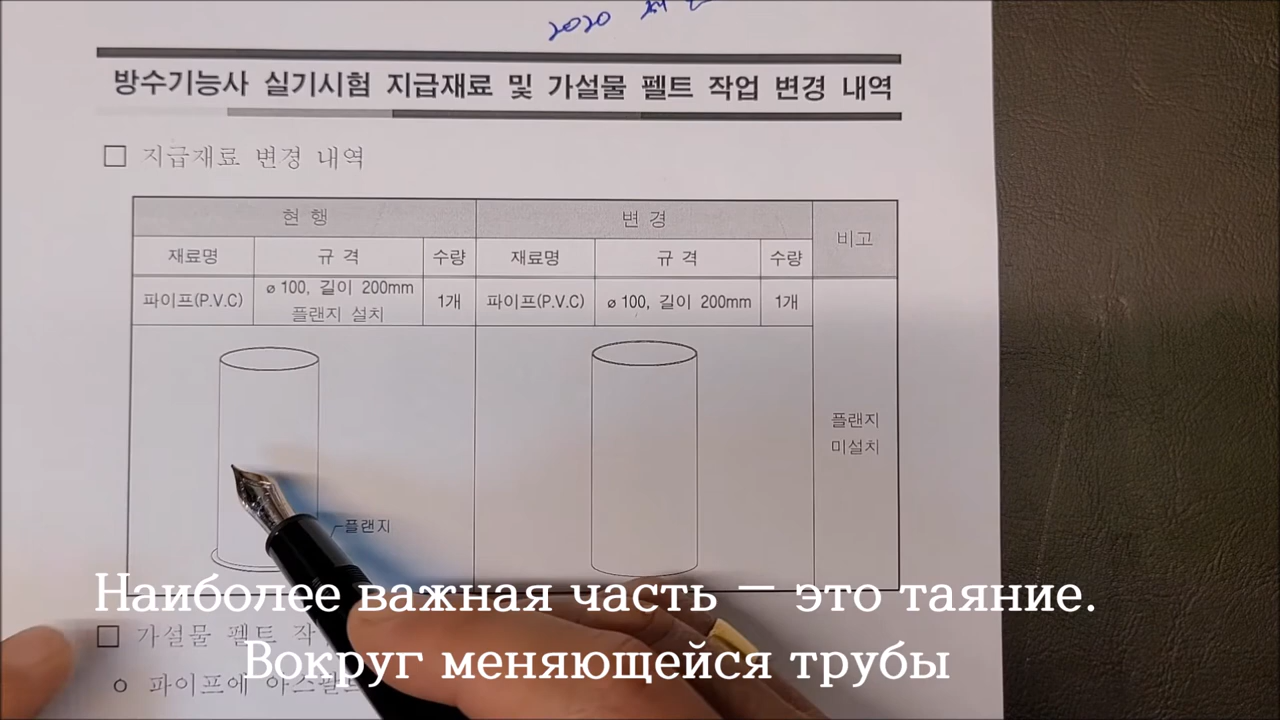 2020
방수기능사 실기시험 지급재료 및 가설물 펠트 작업 변경 내역
□ 지급재료 변경 내역
현 행 변 경 비고
재료명 규 격 수량 재료명 규 격 수량
파이프(P.V.C) ø 100, 길이 200mm 플랜지 설치 1개 파이프(P.V.C) ø 100, 길이 200mm 1개
플랜지
미설치
플랜지
Наиболее важная часть — это таяние.
□ 가설물 펠트 작
Вокруг меняющейся трубы
o 파이프에 아스팔트